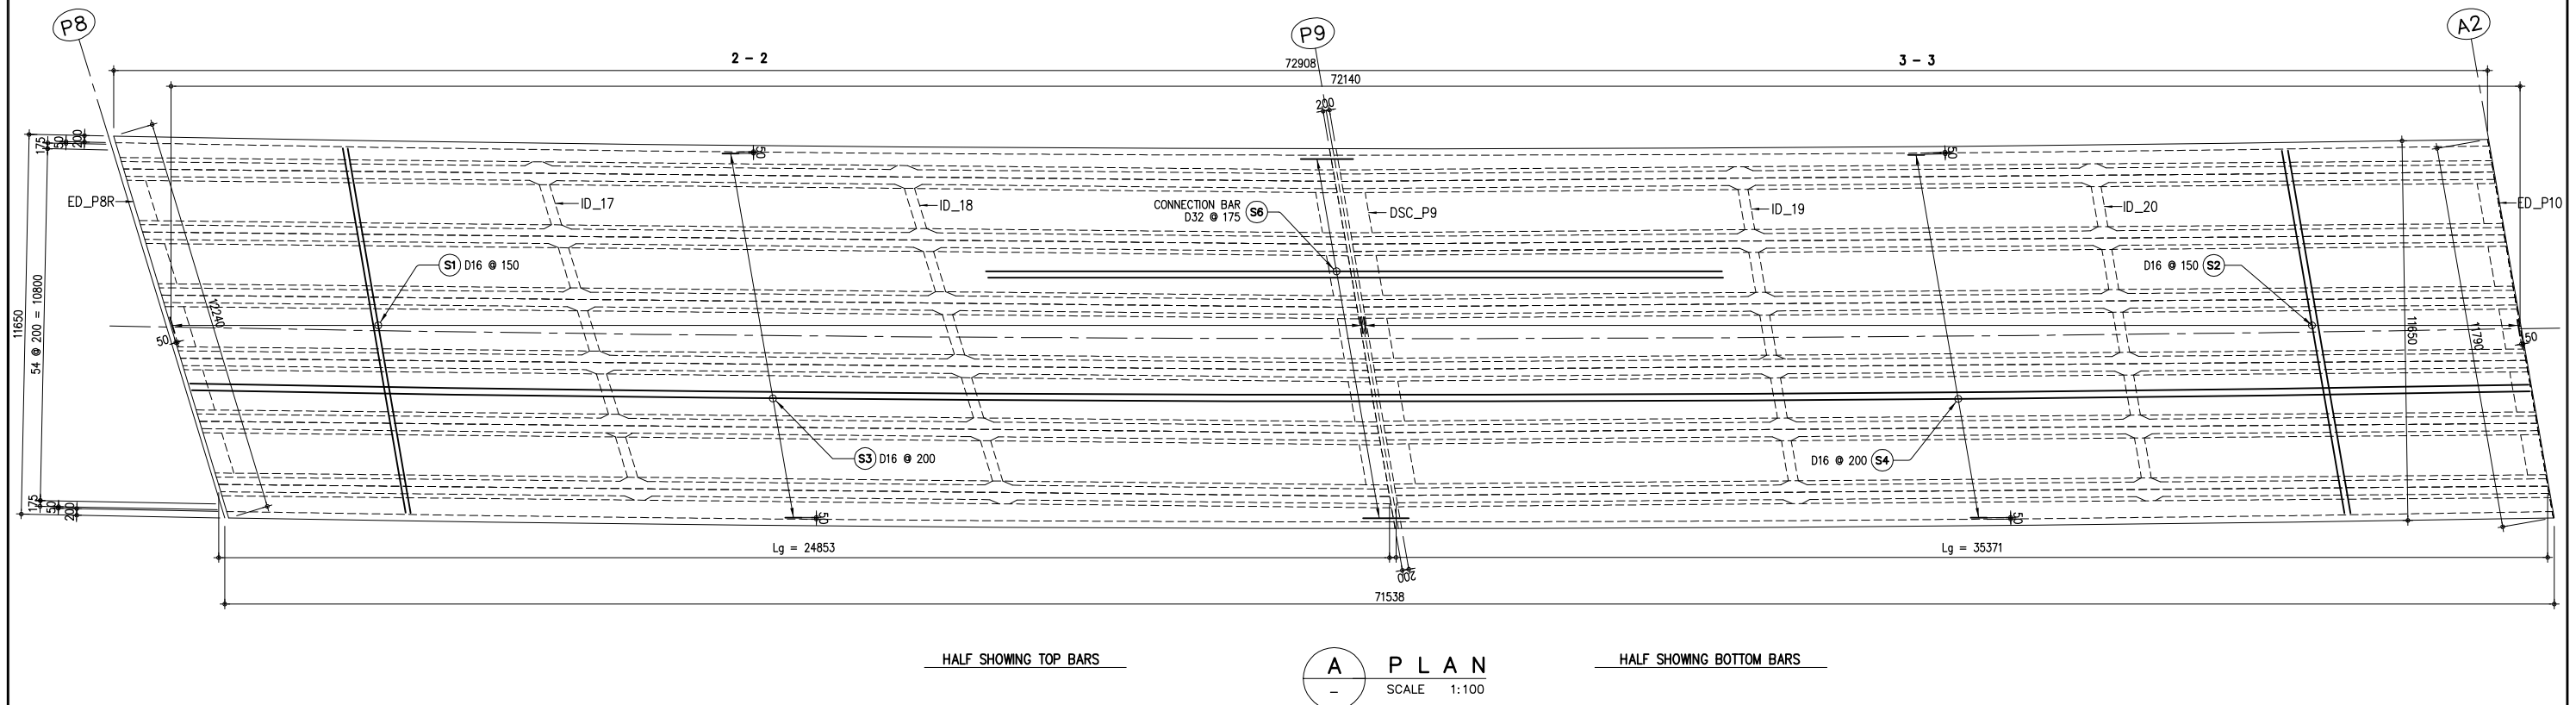 P8
P9
A2
2 - 2
3 - 3
72908
72140
200
175
50
200
50
50
ED_P8R
ID_17
ID_18
CONNECTION BAR
D32 @ 175
S6
DSC_P9
ID_19
ID_20
ED_P10
S1 D16 @ 150
D16 @ 150 S2
11650
54 @ 200 = 10800
12240
50
11650
11790
50
S3 D16 @ 200
D16 @ 200 S4
175
50
200
50
50
Lg = 24853
Lg = 35371
200
71538
HALF SHOWING TOP BARS
A
-
P L A N
SCALE 1:100
HALF SHOWING BOTTOM BARS